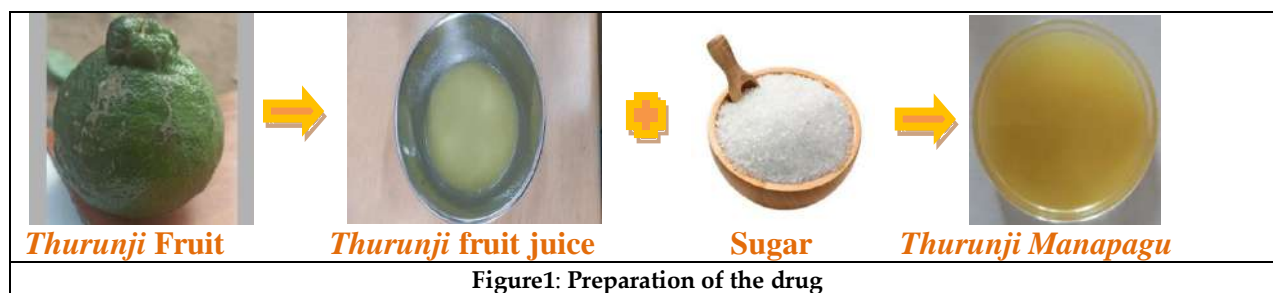 Thurunji Fruit
Thurunji fruit juice
Sugar
Thurunji Manapagu
Figure1: Preparation of the drug